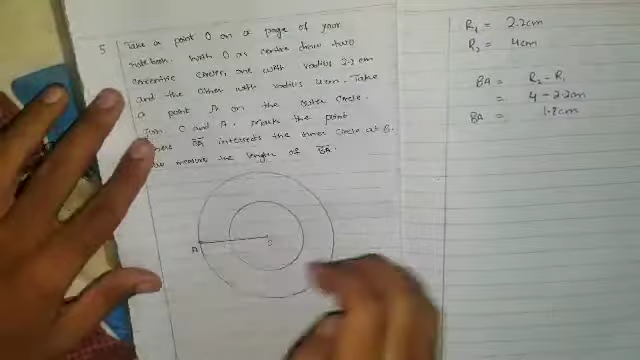 5 Take a point O on a page of your
notebook. With O as centre draw two
concentric circles, one with radius 2.2 cm
and the other with radius 4cm. Take
a point A on the outer circle.
Join O and A. Mark the point
OA intersects the inner circle at B.
measure the length of BA.
A
O
R₁ = 2.2cm
R₂ = 4cm
BA = R₂ - R₁
= 4 - 2.2cm
BA = 1.8cm